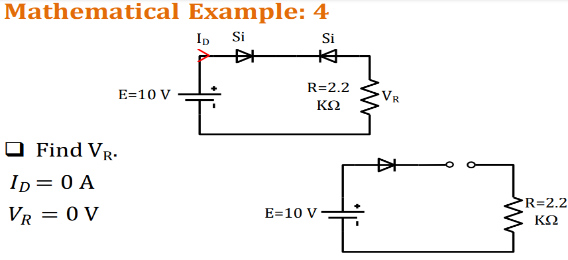 Mathematical Example: 4
I_D Si Si
E=10 V
+
R=2.2
KΩ
V_R
❑ Find V_R.
I_D = 0 A
V_R = 0 V
E=10 V
+
R=2.2
KΩ